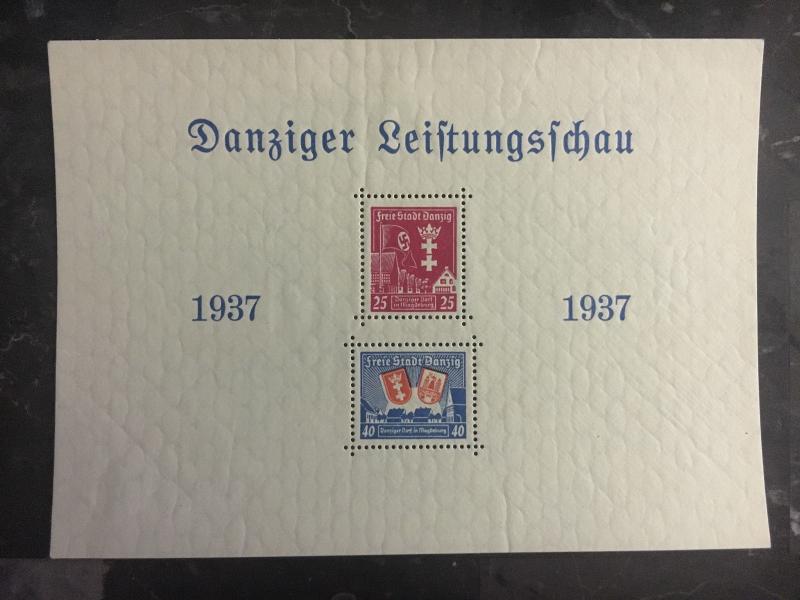 Danziger Leiſtungsſchau
Freie Stadt Danzig
25 Danziger Dorf in Magdeburg 25
1937
1937
Freie Stadt Danzig
40 Danziger Dorf in Magdeburg 40